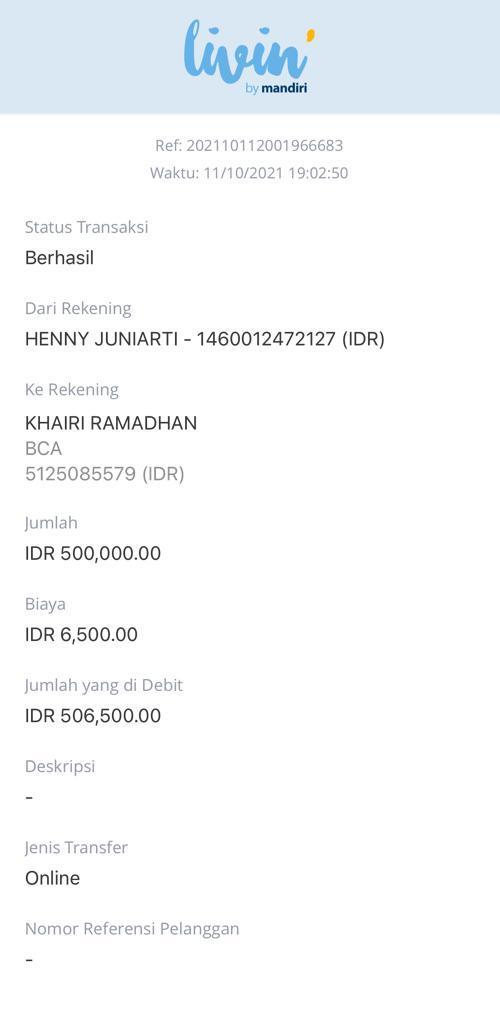 livin'
by mandiri
Ref: 202110112001966683
Waktu: 11/10/2021 19:02:50
Status Transaksi
Berhasil
Dari Rekening
HENNY JUNIARTI - 1460012472127 (IDR)
Ke Rekening
KHAIRI RAMADHAN
BCA
5125085579 (IDR)
Jumlah
IDR 500,000.00
Biaya
IDR 6,500.00
Jumlah yang di Debit
IDR 506,500.00
Deskripsi
-
Jenis Transfer
Online
Nomor Referensi Pelanggan
-